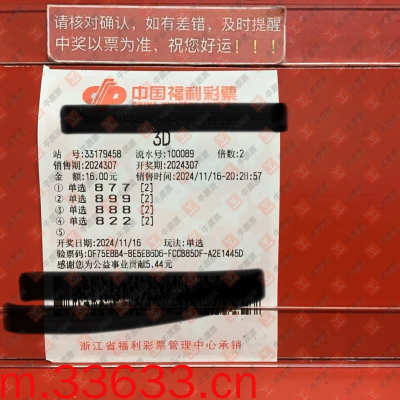 请核对确认，如有差错，及时提醒
中奖以票为准，祝您好运！！！
中国福利彩票
3D
站 号:33179458 流水号:100089 倍数:2
销售期:2024307 开奖期:2024307
金 额:16.00元 销售时间:2024/11/16-20:28:57
① 单选 877 [2]
② 单选 899 [2]
③ 单选 888 [2]
④ 单选 822 [2]
⑤
开奖日期:2024/11/16 玩法:单选
验票码:0F75EBB4-8E5EB6D6-FCCB85DF-A2E1445D
感谢您为公益事业贡献5.44元
浙江省福利彩票管理中心承销
m.33633.cn